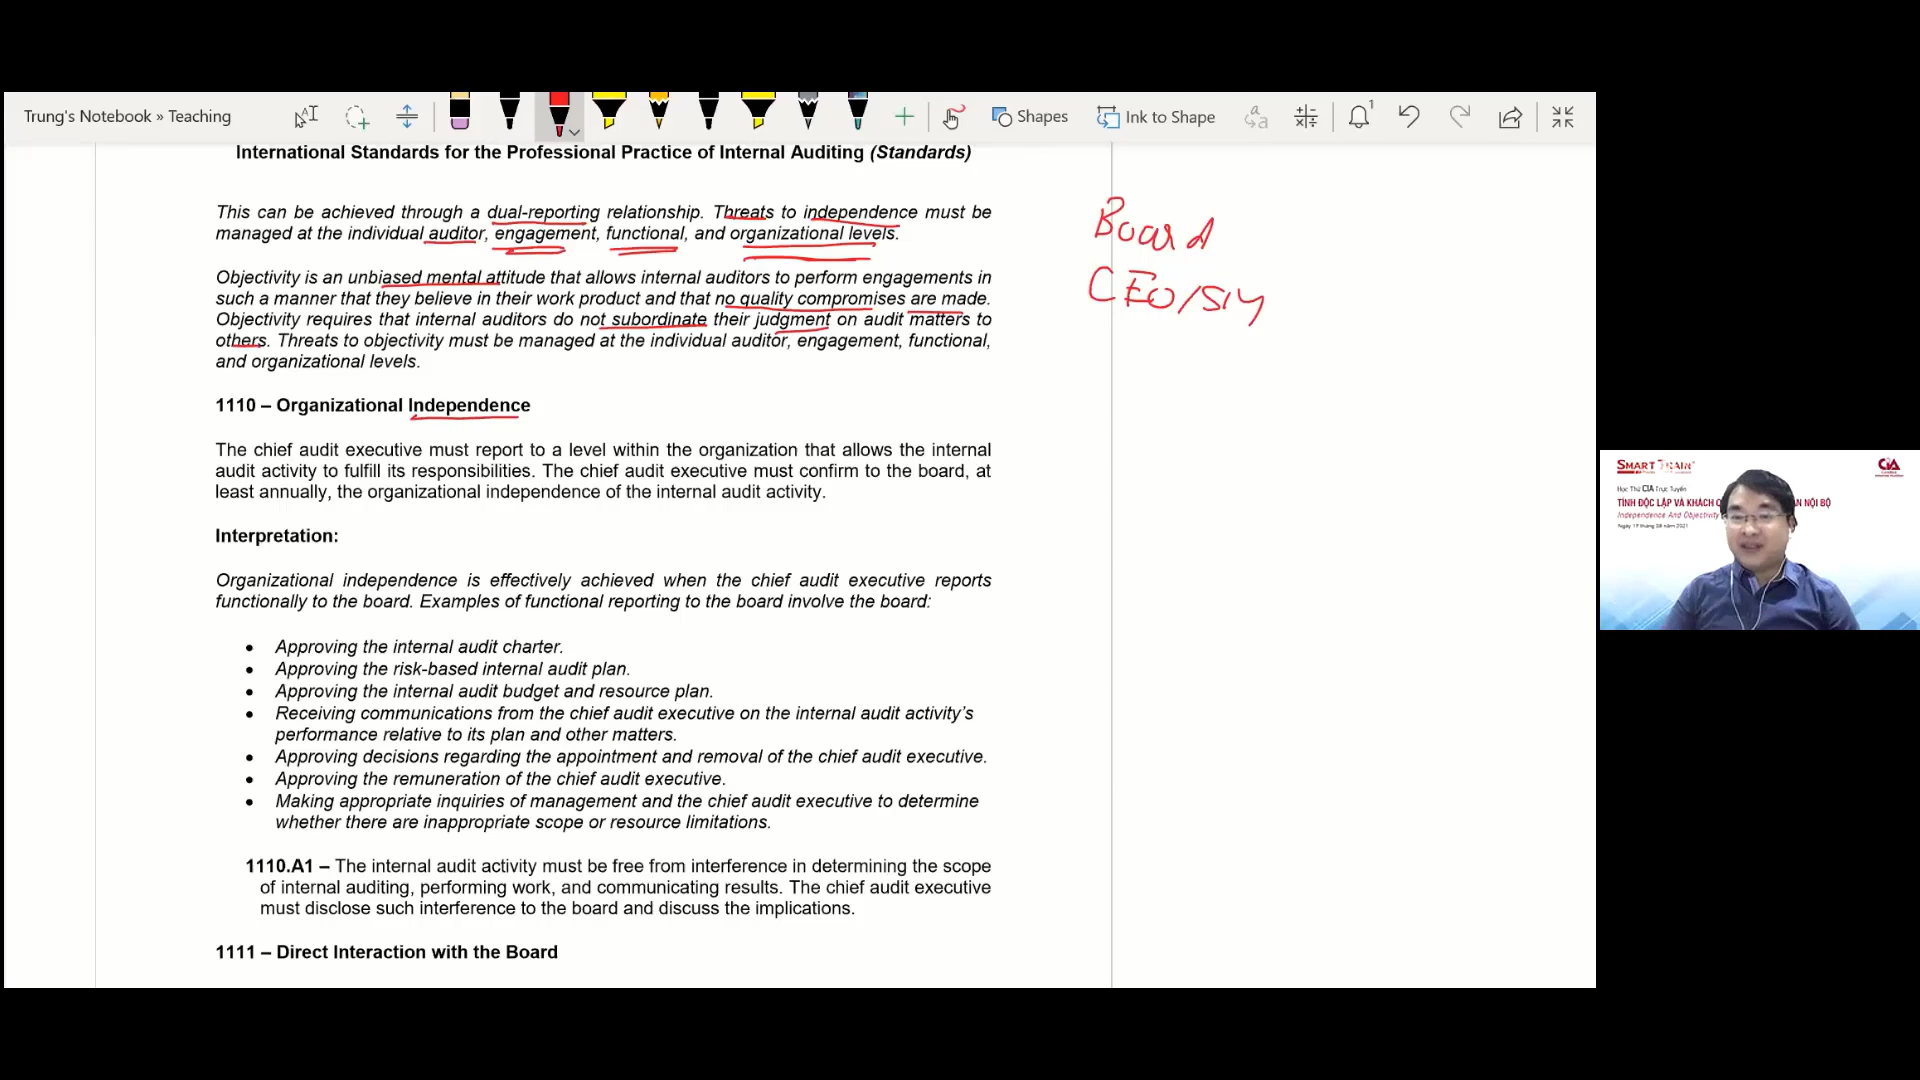 Trung's Notebook » Teaching
Shapes
Ink to Shape
1
International Standards for the Professional Practice of Internal Auditing (Standards)
This can be achieved through a dual-reporting relationship. Threats to independence must be
managed at the individual auditor, engagement, functional, and organizational levels.
Board
CEO/
Objectivity is an unbiased mental attitude that allows internal auditors to perform engagements in
such a manner that they believe in their work product and that no quality compromises are made.
Objectivity requires that internal auditors do not subordinate their judgment on audit matters to
others. Threats to objectivity must be managed at the individual auditor, engagement, functional,
and organizational levels.
1110 – Organizational Independence
The chief audit executive must report to a level within the organization that allows the internal
audit activity to fulfill its responsibilities. The chief audit executive must confirm to the board, at
least annually, the organizational independence of the internal audit activity.
Interpretation:
Organizational independence is effectively achieved when the chief audit executive reports
functionally to the board. Examples of functional reporting to the board involve the board:
• Approving the internal audit charter.
• Approving the risk-based internal audit plan.
• Approving the internal audit budget and resource plan.
• Receiving communications from the chief audit executive on the internal audit activity's
performance relative to its plan and other matters.
• Approving decisions regarding the appointment and removal of the chief audit executive.
• Approving the remuneration of the chief audit executive.
• Making appropriate inquiries of management and the chief audit executive to determine
whether there are inappropriate scope or resource limitations.
1110.A1 – The internal audit activity must be free from interference in determining the scope
of internal auditing, performing work, and communicating results. The chief audit executive
must disclose such interference to the board and discuss the implications.
1111 – Direct Interaction with the Board
SMART TRAIN
CIA
Học Thử CIA Trực Tuyến
TÍNH ĐỘC LẬP VÀ KHÁCH NỘI BỘ
Independence And Objectivity
Ngày 17 tháng 08 năm 2021